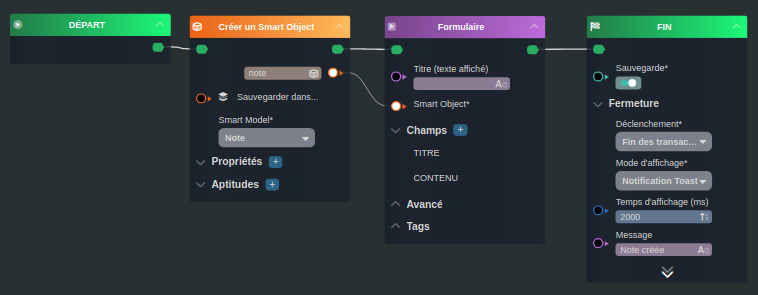 DÉPART
Créer un Smart Object
note
Sauvegarder dans...
Smart Model*
Note
Propriétés +
Aptitudes +
Formulaire
Titre (texte affiché)
Smart Object*
Champs +
TITRE
CONTENU
Avancé
Tags
FIN
Sauvegarde*
Fermeture
Déclenchement*
Fin des transac...
Mode d'affichage*
Notification Toast
Temps d'affichage (ms)
2000
Message
Note créée